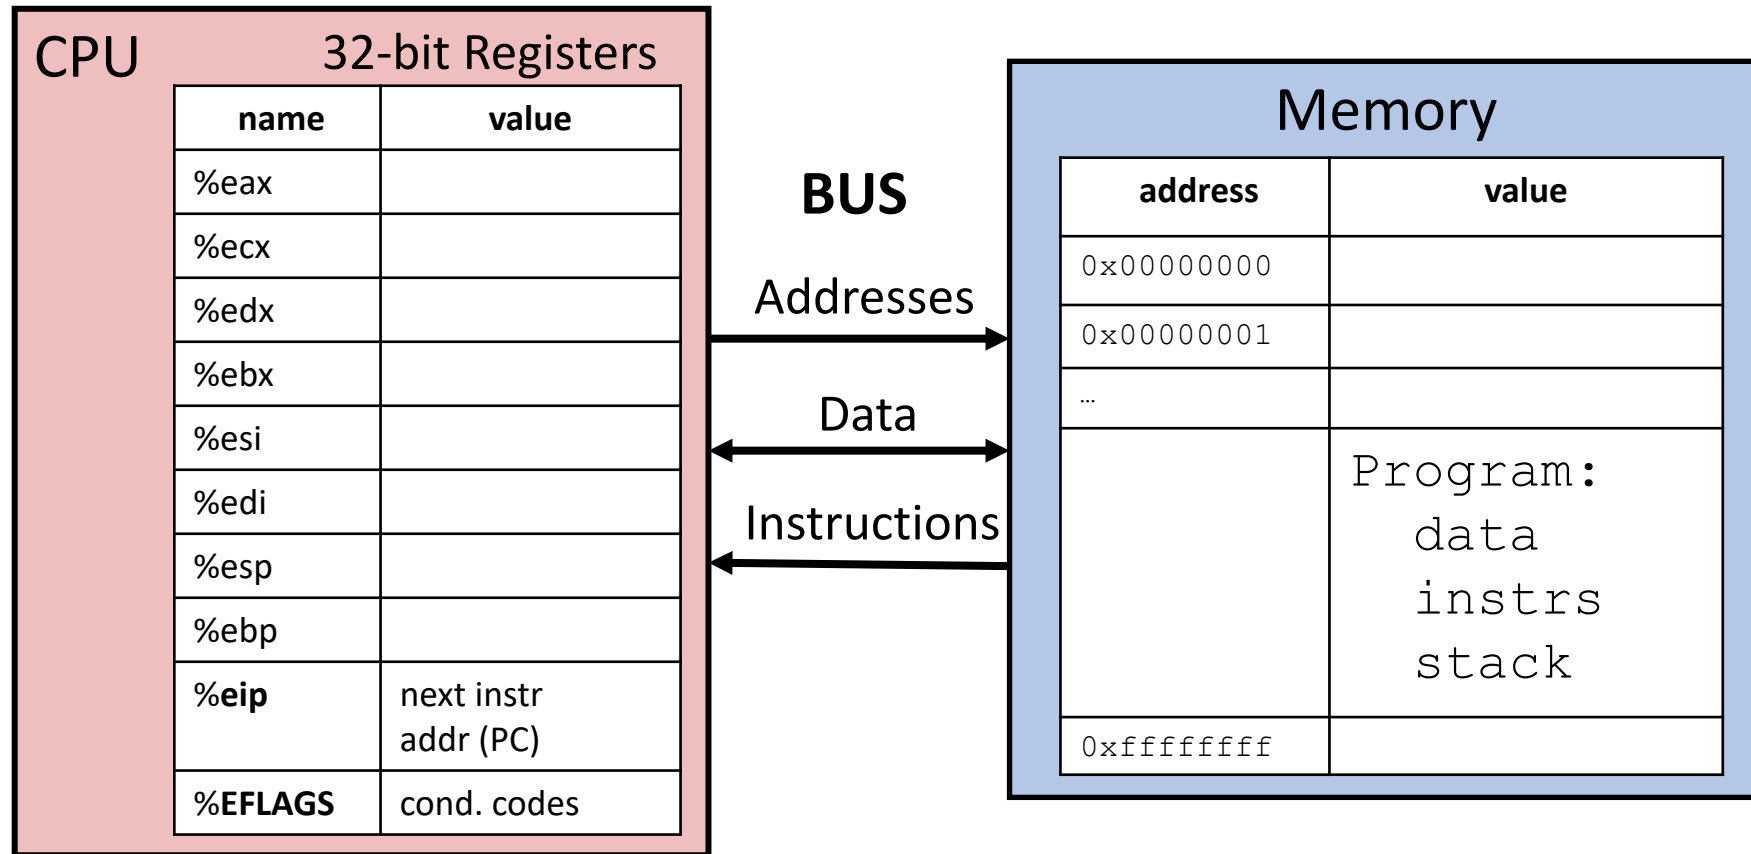 CPU
32-bit Registers
name value
%eax
%ecx
%edx
%ebx
%esi
%edi
%esp
%ebp
%eip next instr
addr (PC)
%EFLAGS cond. codes
BUS
Addresses
Data
Instructions
Memory
address value
0x00000000
0x00000001
…
Program:
data
instrs
stack
0xffffffff